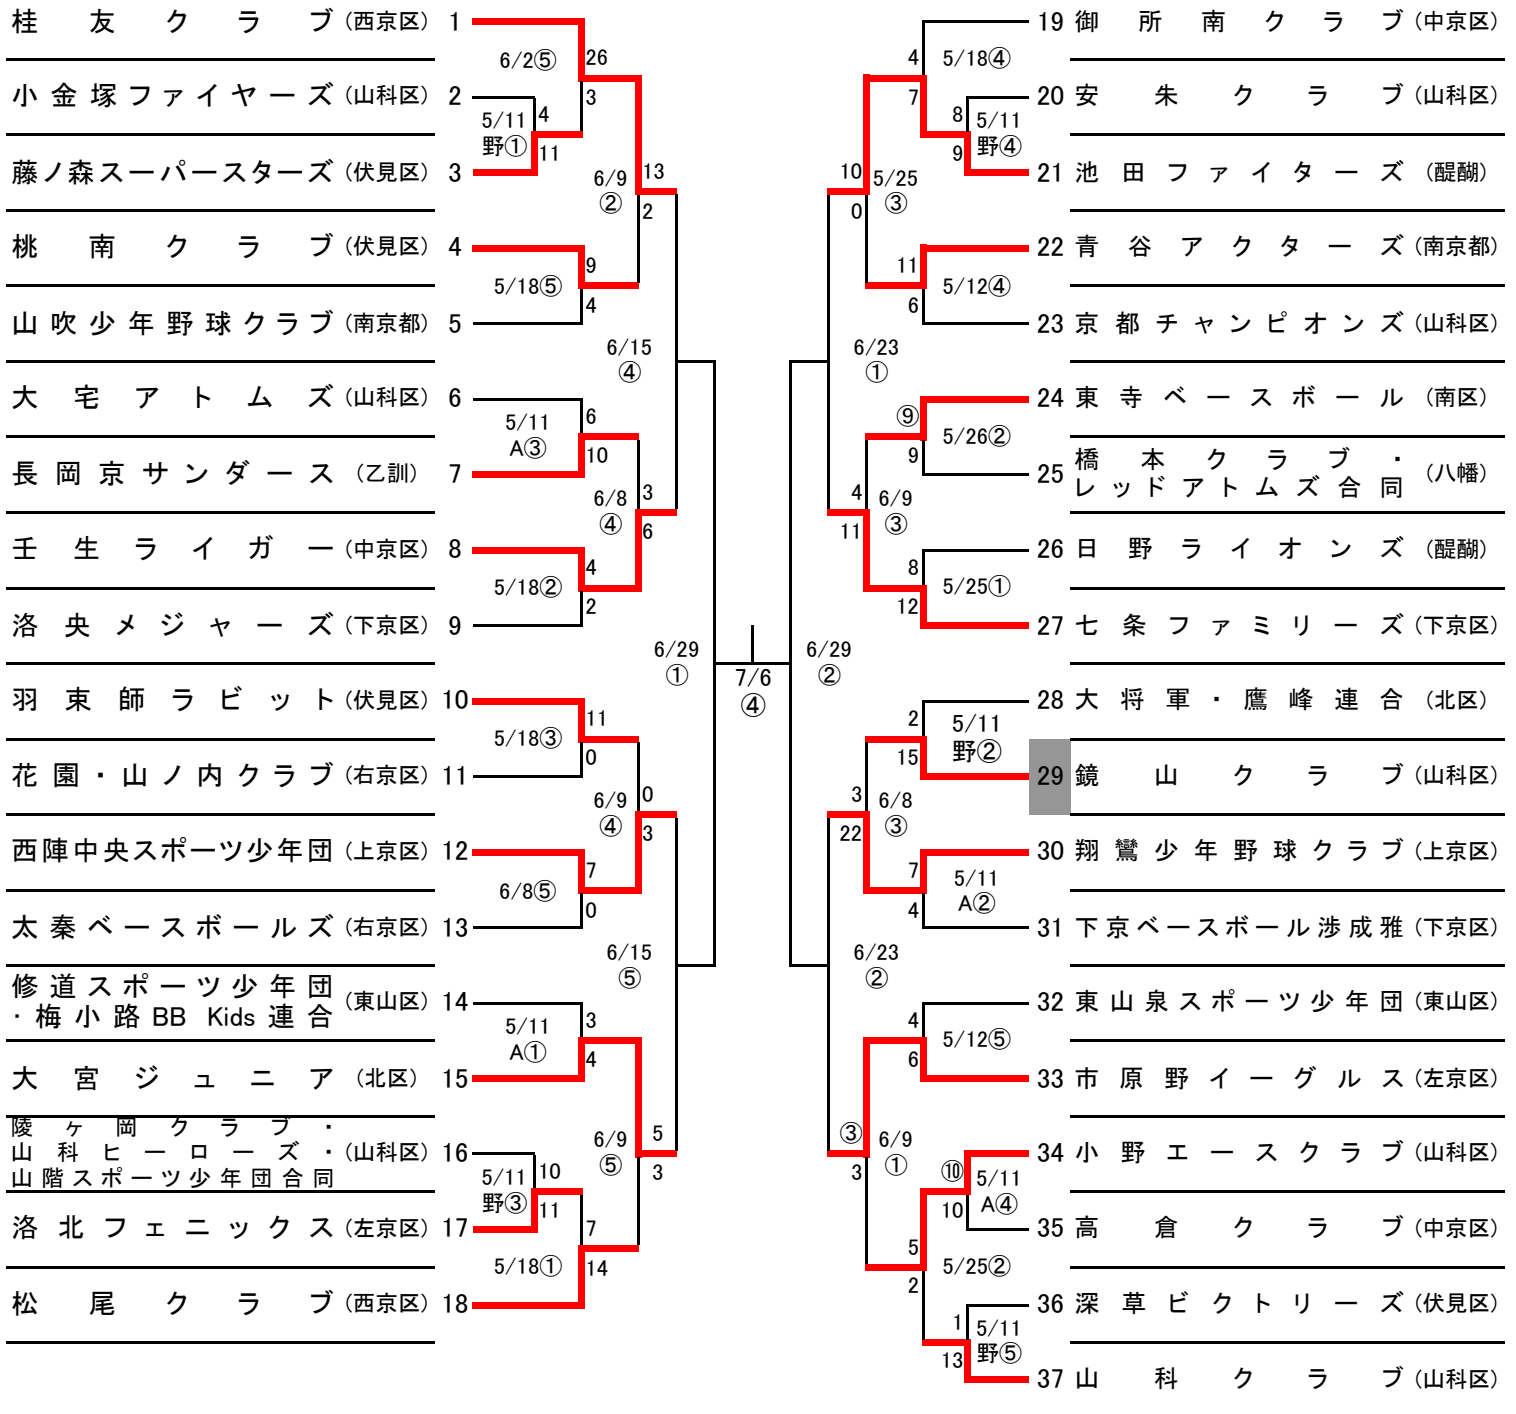 桂友クラブ(西京区) 1
小金塚ファイヤーズ(山科区) 2
藤ノ森スーパースターズ(伏見区) 3
桃南クラブ(伏見区) 4
山吹少年野球クラブ(南京都) 5
大宅アトムズ(山科区) 6
長岡京サンダース(乙訓) 7
壬生ライガー(中京区) 8
洛央メジャーズ(下京区) 9
羽束師ラビット(伏見区) 10
花園・山ノ内クラブ(右京区) 11
西陣中央スポーツ少年団(上京区) 12
太秦ベースボールズ(右京区) 13
修道スポーツ少年団
・梅小路BB Kids連合
(東山区) 14
大宮ジュニア(北区) 15
陵ヶ岡クラブ・
山科ヒーローズ・
山階スポーツ少年団合同
(山科区) 16
洛北フェニックス(左京区) 17
松尾クラブ(西京区) 18
6/2⑤
26
3
5/11
野①
4
11
6/9
②
13
2
5/18⑤
9
4
6/15
④
5/11
A③
6
10
6/8
④
3
6
5/18②
4
2
6/29
①
5/18③
11
0
6/9
④
0
3
6/8⑤
7
0
6/15
⑤
5/11
A①
3
4
6/9
⑤
5
3
5/11
野③
10
11
5/18①
7
14
7/6
④
4
7
5/18④
8
9
5/11
野④
10
0
5/25
③
11
6
5/12④
6/23
①
⑨
9
5/26②
4
11
6/9
③
8
12
5/25①
6/29
②
2
15
5/11
野②
3
22
6/8
③
7
4
5/11
A②
6/23
②
4
6
5/12⑤
③
3
6/9
①
⑩
10
5/11
A④
5
2
5/25②
1
13
5/11
野⑤
19 御所南クラブ(中京区)
20 安朱クラブ(山科区)
21 池田ファイターズ(醍醐)
22 青谷アクターズ(南京都)
23 京都チャンピオンズ(山科区)
24 東寺ベースボール(南区)
25
橋本クラブ・
レッドアトムズ合同
(八幡)
26 日野ライオンズ(醍醐)
27 七条ファミリーズ(下京区)
28 大将軍・鷹峰連合(北区)
29 鏡山クラブ(山科区)
30 翔鸞少年野球クラブ(上京区)
31 下京ベースボール渉成雅(下京区)
32 東山泉スポーツ少年団(東山区)
33 市原野イーグルス(左京区)
34 小野エースクラブ(山科区)
35 高倉クラブ(中京区)
36 深草ビクトリーズ(伏見区)
37 山科クラブ(山科区)